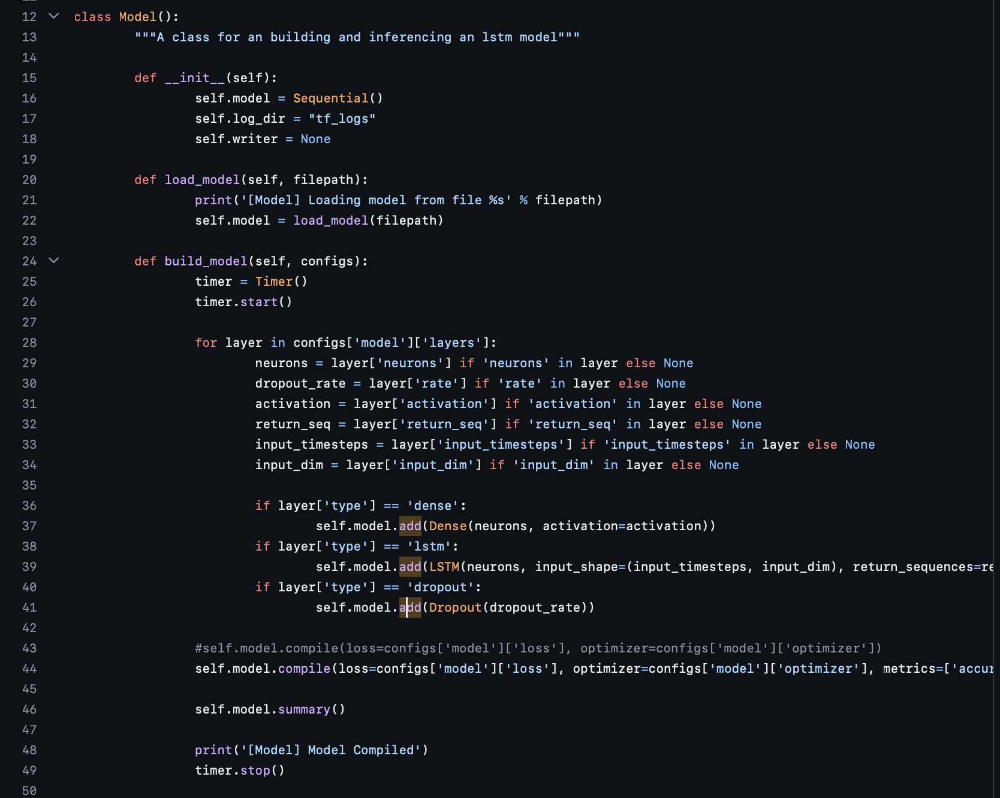 12 class Model():
13 """A class for an building and inferencing an lstm model"""
14
15 def __init__(self):
16 self.model = Sequential()
17 self.log_dir = "tf_logs"
18 self.writer = None
19
20 def load_model(self, filepath):
21 print('[Model] Loading model from file %s' % filepath)
22 self.model = load_model(filepath)
23
24 def build_model(self, configs):
25 timer = Timer()
26 timer.start()
27
28 for layer in configs['model']['layers']:
29 neurons = layer['neurons'] if 'neurons' in layer else None
30 dropout_rate = layer['rate'] if 'rate' in layer else None
31 activation = layer['activation'] if 'activation' in layer else None
32 return_seq = layer['return_seq'] if 'return_seq' in layer else None
33 input_timesteps = layer['input_timesteps'] if 'input_timesteps' in layer else None
34 input_dim = layer['input_dim'] if 'input_dim' in layer else None
35
36 if layer['type'] == 'dense':
37 self.model.add(Dense(neurons, activation=activation))
38 if layer['type'] == 'lstm':
39 self.model.add(LSTM(neurons, input_shape=(input_timesteps, input_dim), return_sequences=re
40 if layer['type'] == 'dropout':
41 self.model.add(Dropout(dropout_rate))
42
43 #self.model.compile(loss=configs['model']['loss'], optimizer=configs['model']['optimizer'])
44 self.model.compile(loss=configs['model']['loss'], optimizer=configs['model']['optimizer'], metrics=['accur
45
46 self.model.summary()
47
48 print('[Model] Model Compiled')
49 timer.stop()
50